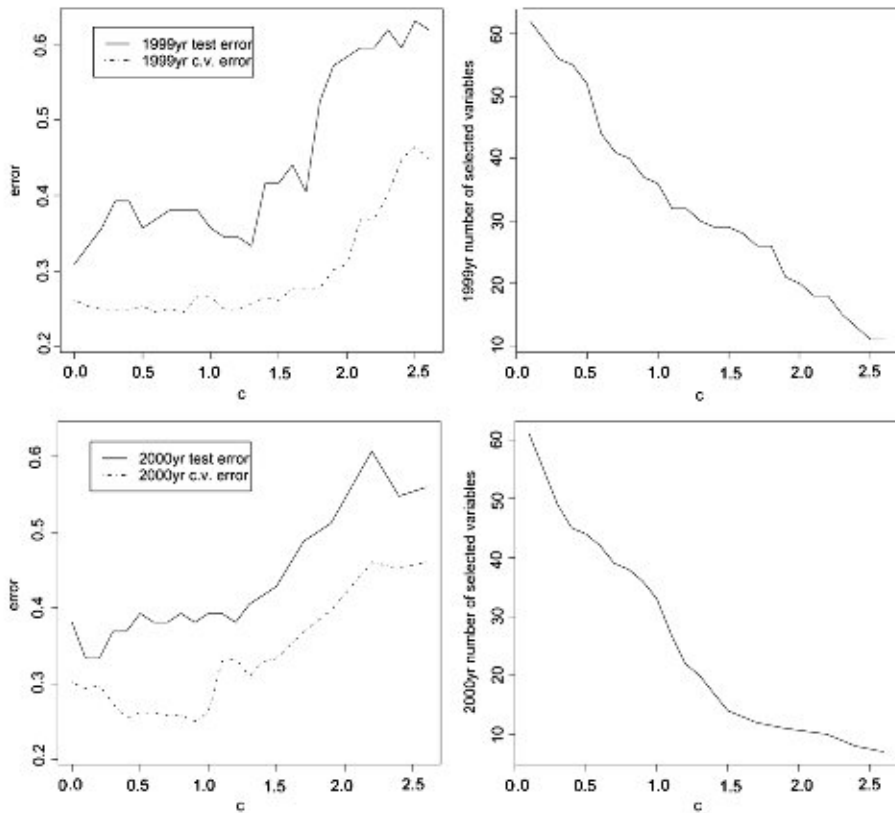 1999yr test error
1999yr c.v. error
error
0.2 0.3 0.4 0.5 0.6
0.0 0.5 1.0 1.5 2.0 2.5
c
1999yr number of selected variables
10 20 30 40 50 60
0.0 0.5 1.0 1.5 2.0 2.5
c
2000yr test error
2000yr c.v. error
error
0.2 0.3 0.4 0.5 0.6
0.0 0.5 1.0 1.5 2.0 2.5
c
2000yr number of selected variables
10 20 30 40 50 60
0.0 0.5 1.0 1.5 2.0 2.5
c